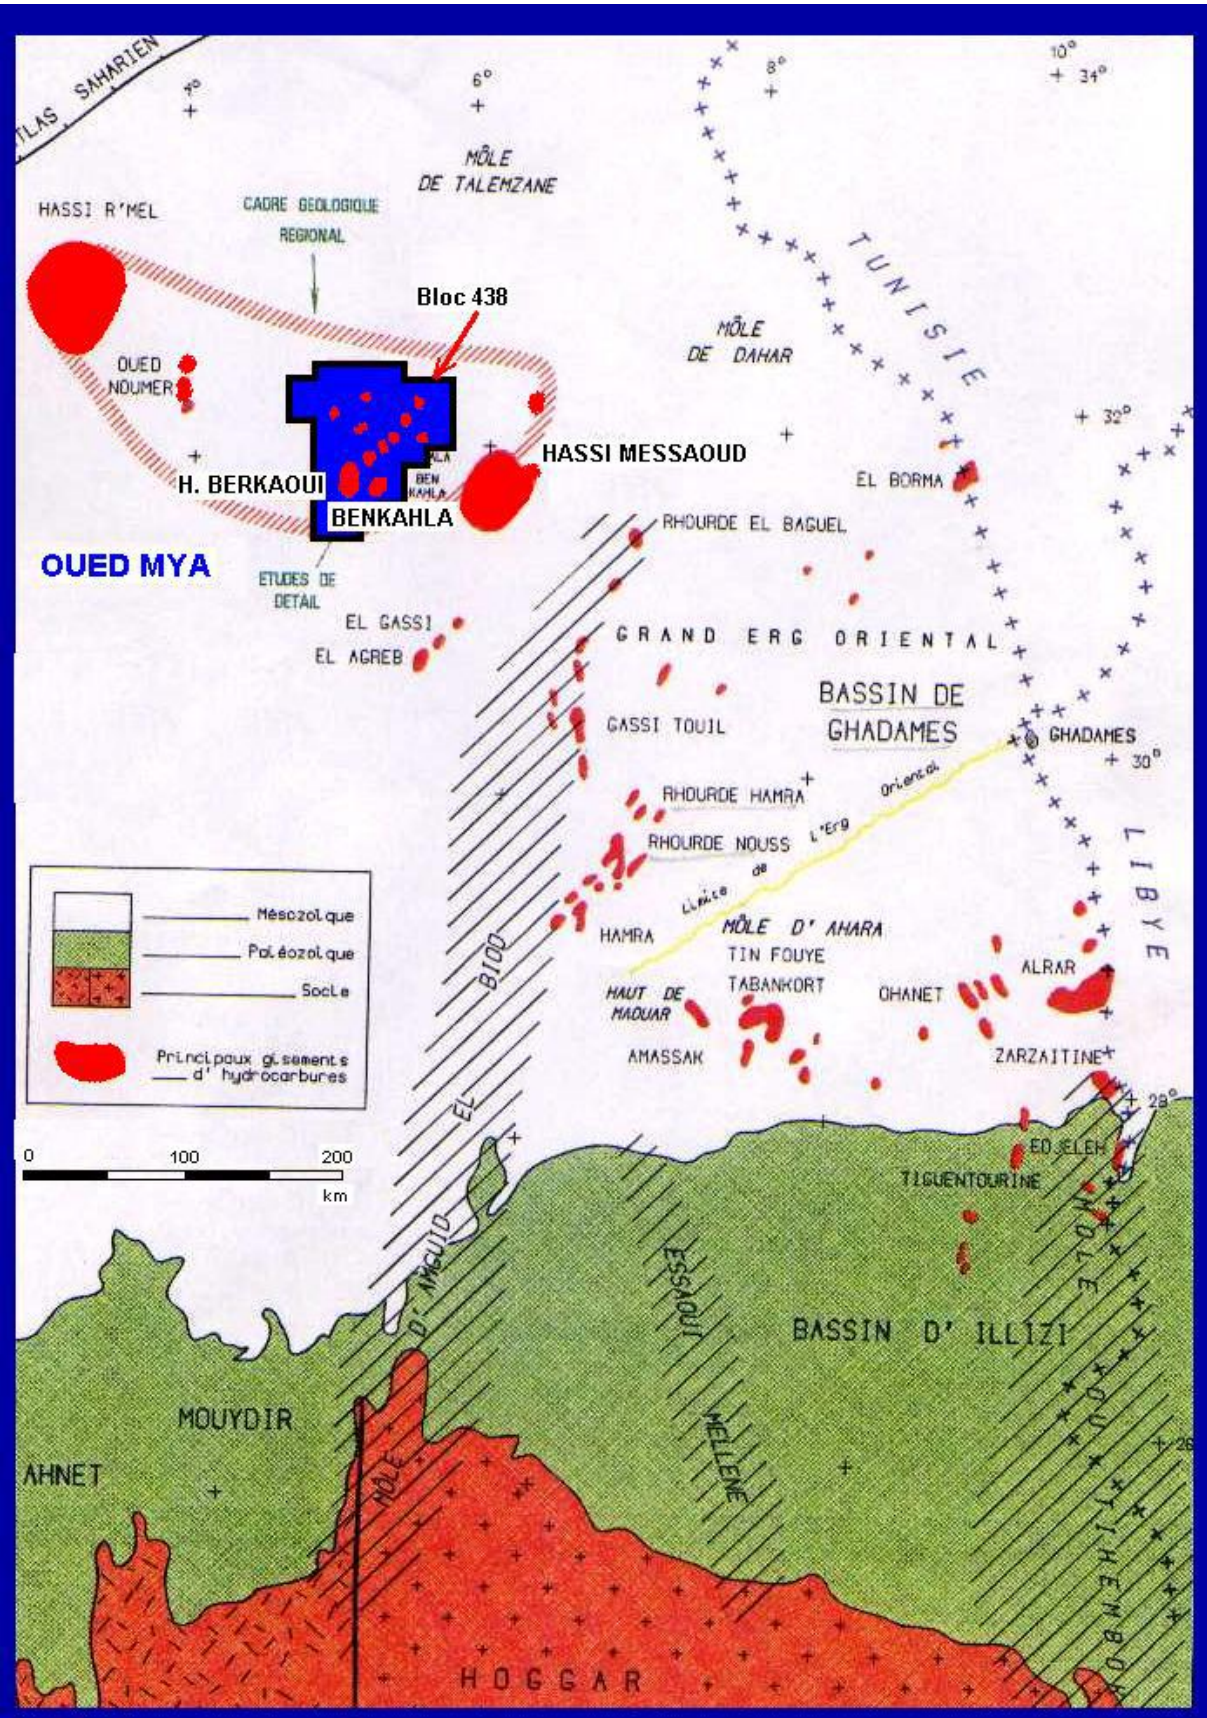 ATLAS SAHARIEN
4°
6°
8°
10°
34°
MÔLE
DE TALEMZANE
HASSI R'MEL
CADRE GEOLOGIQUE
REGIONAL
TUNISIE
Bloc 438
MÔLE
DE DAHAR
OUED
NOUMER
32°
HASSI MESSAOUD
EL BORMA
H. BERKAOUI
BEN
KAHLA
BENKAHLA
RHOURDE EL BAGUEL
OUED MYA
ETUDES DE
DETAIL
EL GASSI
GRAND ERG ORIENTAL
EL AGREB
BASSIN DE
GHADAMES
GASSI TOUIL
GHADAMES
30°
RHOURDE HAMRA
RHOURDE NOUSS
Limite de L'Erg Oriental
LIBYE
HAMRA
MÔLE D'AHARA
TIN FOUYE
TABANKORT
HAUT DE
MAOUAR
OHANET
ALRAR
AMASSAK
ZARZAITINE
28°
Mésozoïque
Paléozoïque
Socle
Principaux gisements
d'hydrocarbures
0 100 200
km
EDJELEH
TIGUENTOURINE
MÔLE D'AMGUID EL BIOD
ESSAOUI MELLENE
BASSIN D'ILLIZI
MOUYDIR
AHNET
26
HOGGAR